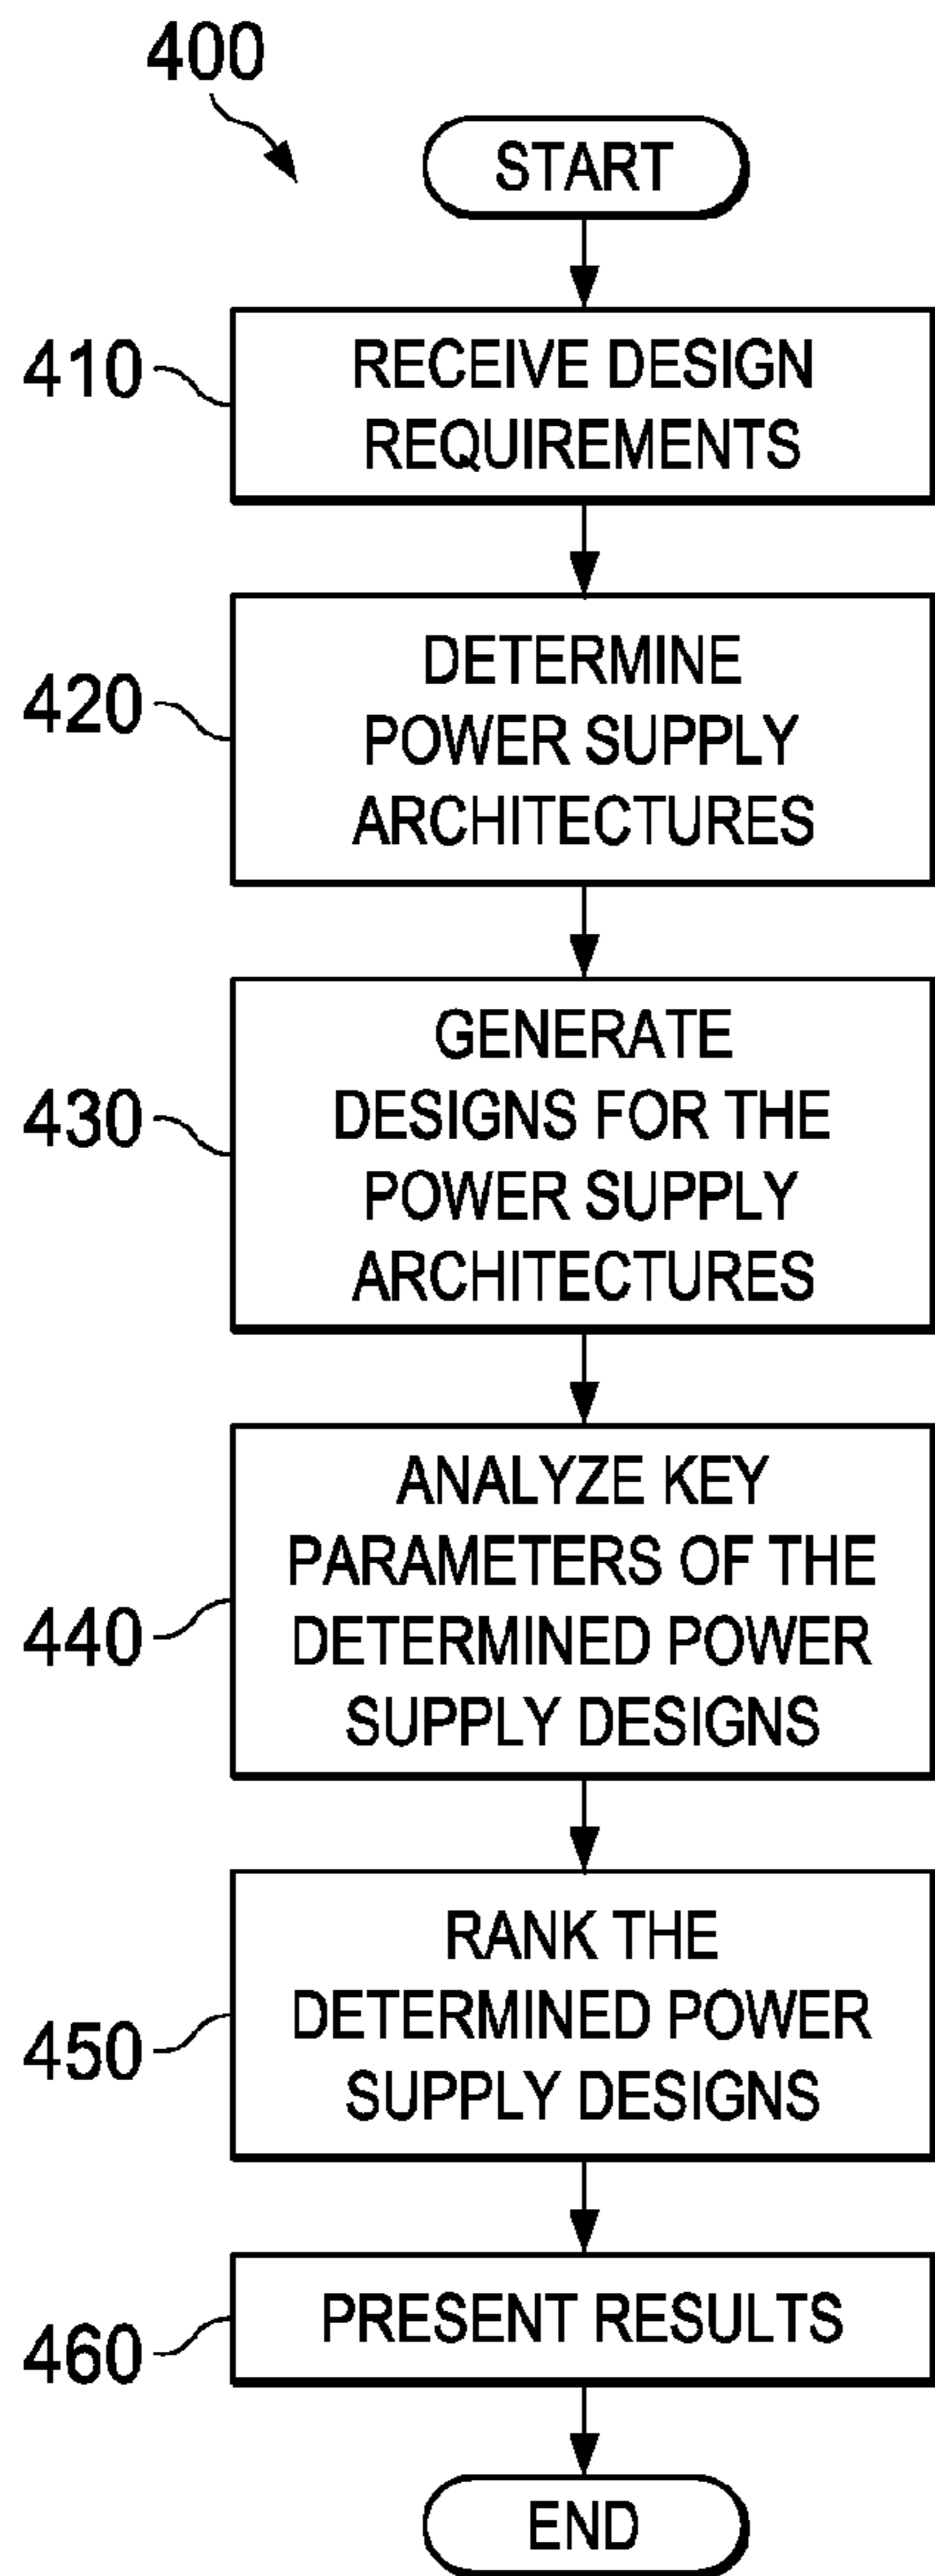 400
START
410
RECEIVE DESIGN
REQUIREMENTS
420
DETERMINE
POWER SUPPLY
ARCHITECTURES
430
GENERATE
DESIGNS FOR THE
POWER SUPPLY
ARCHITECTURES
440
ANALYZE KEY
PARAMETERS OF THE
DETERMINED POWER
SUPPLY DESIGNS
450
RANK THE
DETERMINED POWER
SUPPLY DESIGNS
460
PRESENT RESULTS
END